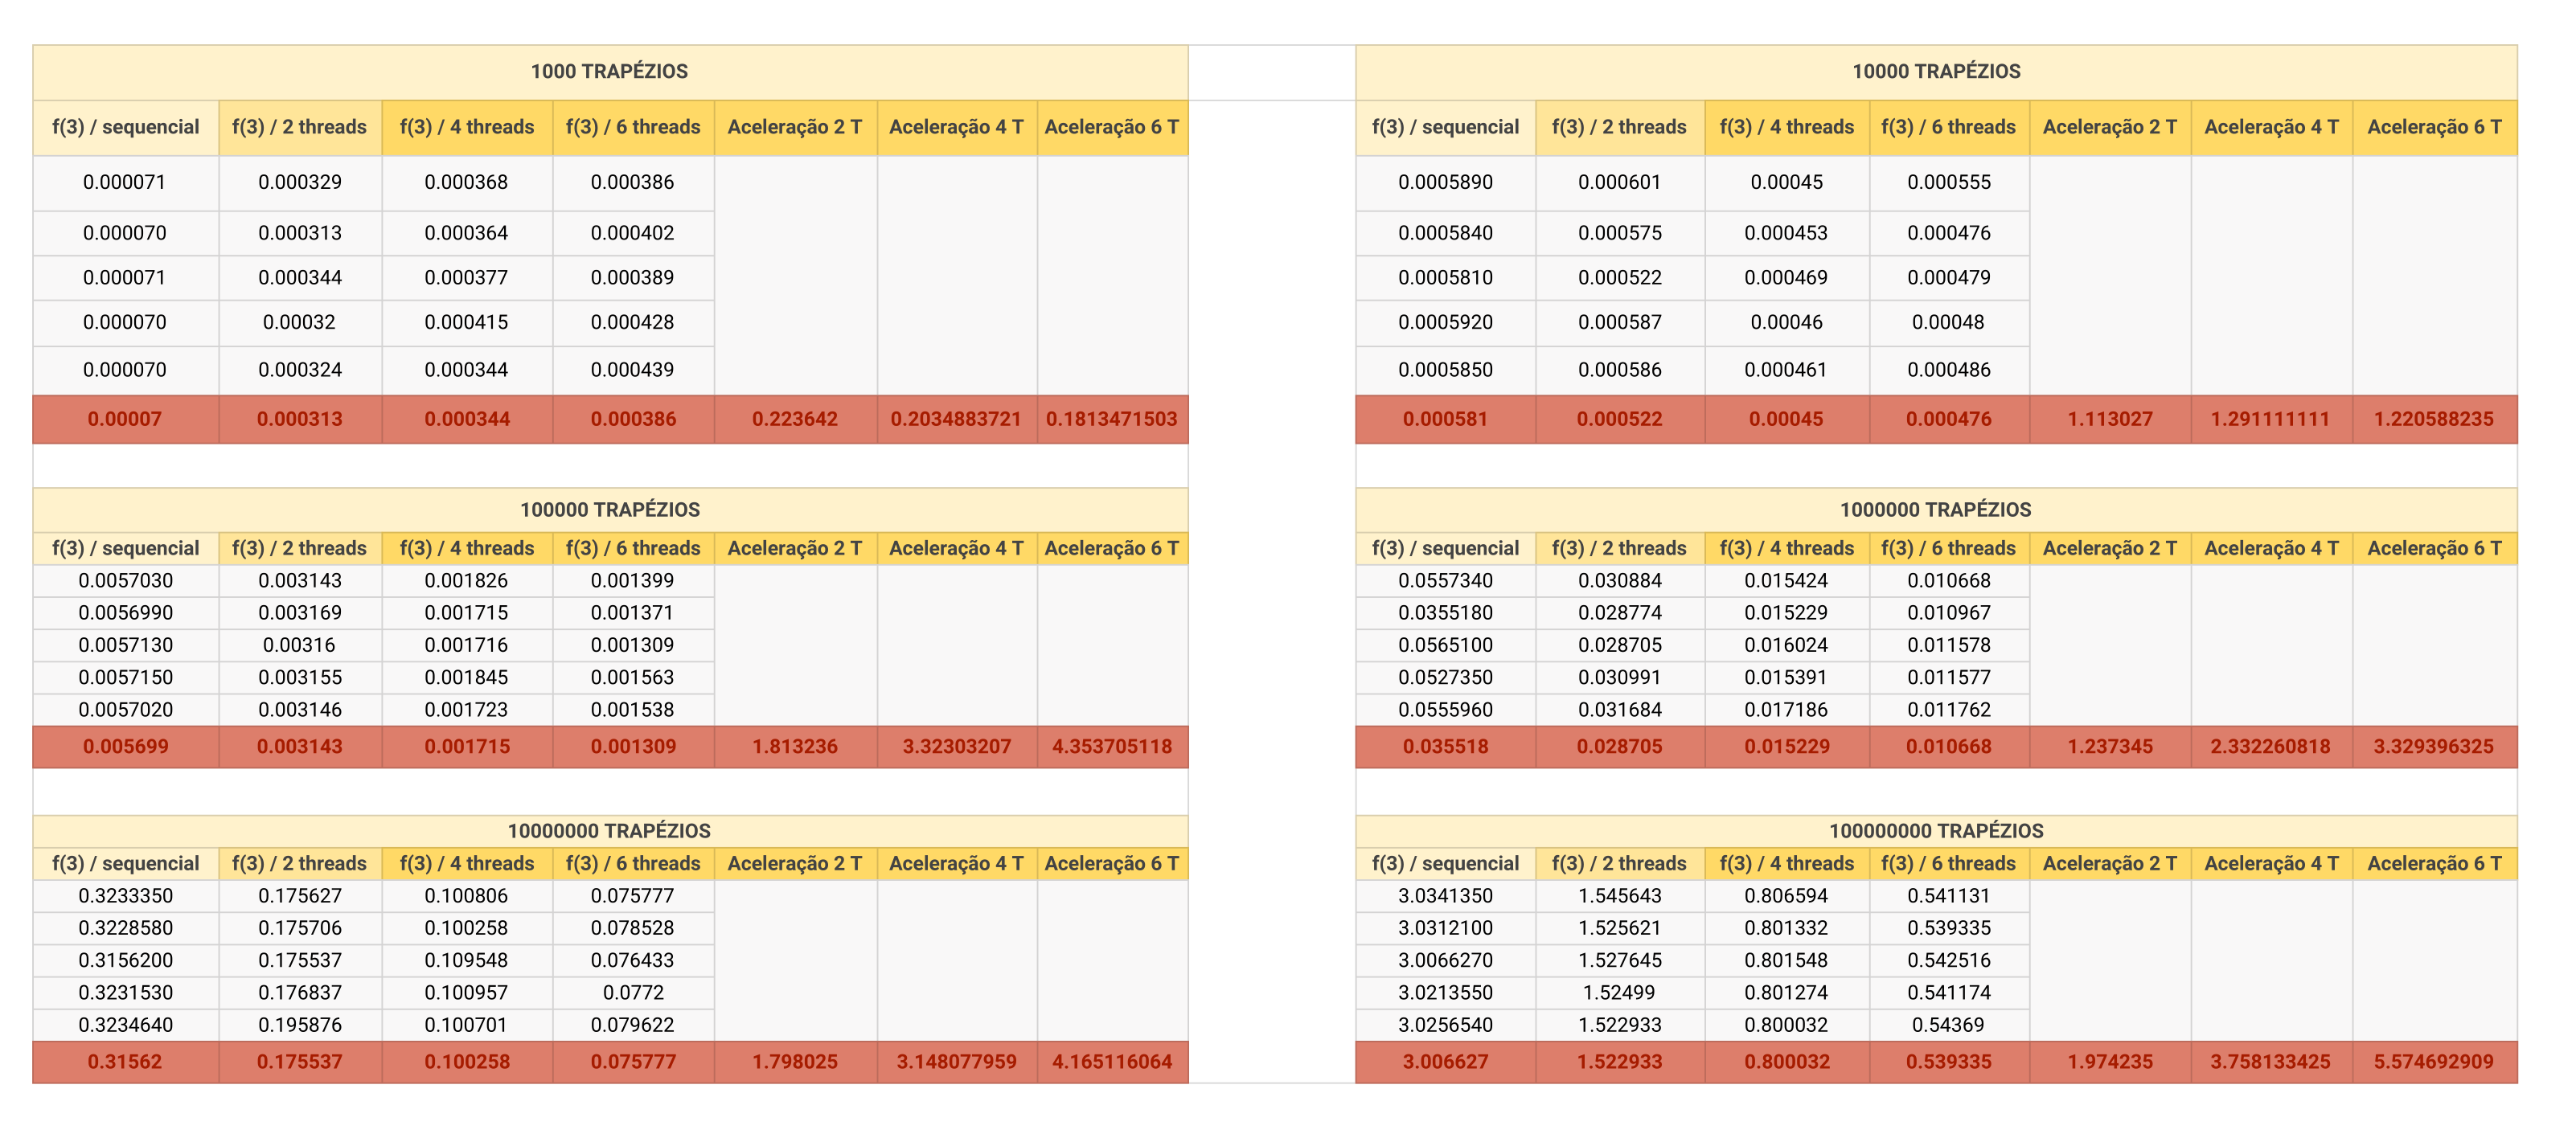 1000 TRAPÉZIOS
f(3) / sequencial f(3) / 2 threads f(3) / 4 threads f(3) / 6 threads Aceleração 2 T Aceleração 4 T Aceleração 6 T
0.000071 0.000329 0.000368 0.000386
0.000070 0.000313 0.000364 0.000402
0.000071 0.000344 0.000377 0.000389
0.000070 0.00032 0.000415 0.000428
0.000070 0.000324 0.000344 0.000439
0.00007 0.000313 0.000344 0.000386 0.223642 0.2034883721 0.1813471503
10000 TRAPÉZIOS
f(3) / sequencial f(3) / 2 threads f(3) / 4 threads f(3) / 6 threads Aceleração 2 T Aceleração 4 T Aceleração 6 T
0.0005890 0.000601 0.00045 0.000555
0.0005840 0.000575 0.000453 0.000476
0.0005810 0.000522 0.000469 0.000479
0.0005920 0.000587 0.00046 0.00048
0.0005850 0.000586 0.000461 0.000486
0.000581 0.000522 0.00045 0.000476 1.113027 1.291111111 1.220588235
100000 TRAPÉZIOS
f(3) / sequencial f(3) / 2 threads f(3) / 4 threads f(3) / 6 threads Aceleração 2 T Aceleração 4 T Aceleração 6 T
0.0057030 0.003143 0.001826 0.001399
0.0056990 0.003169 0.001715 0.001371
0.0057130 0.00316 0.001716 0.001309
0.0057150 0.003155 0.001845 0.001563
0.0057020 0.003146 0.001723 0.001538
0.005699 0.003143 0.001715 0.001309 1.813236 3.32303207 4.353705118
1000000 TRAPÉZIOS
f(3) / sequencial f(3) / 2 threads f(3) / 4 threads f(3) / 6 threads Aceleração 2 T Aceleração 4 T Aceleração 6 T
0.0557340 0.030884 0.015424 0.010668
0.0355180 0.028774 0.015229 0.010967
0.0565100 0.028705 0.016024 0.011578
0.0527350 0.030991 0.015391 0.011577
0.0555960 0.031684 0.017186 0.011762
0.035518 0.028705 0.015229 0.010668 1.237345 2.332260818 3.329396325
10000000 TRAPÉZIOS
f(3) / sequencial f(3) / 2 threads f(3) / 4 threads f(3) / 6 threads Aceleração 2 T Aceleração 4 T Aceleração 6 T
0.3233350 0.175627 0.100806 0.075777
0.3228580 0.175706 0.100258 0.078528
0.3156200 0.175537 0.109548 0.076433
0.3231530 0.176837 0.100957 0.0772
0.3234640 0.195876 0.100701 0.079622
0.31562 0.175537 0.100258 0.075777 1.798025 3.148077959 4.165116064
100000000 TRAPÉZIOS
f(3) / sequencial f(3) / 2 threads f(3) / 4 threads f(3) / 6 threads Aceleração 2 T Aceleração 4 T Aceleração 6 T
3.0341350 1.545643 0.806594 0.541131
3.0312100 1.525621 0.801332 0.539335
3.0066270 1.527645 0.801548 0.542516
3.0213550 1.52499 0.801274 0.541174
3.0256540 1.522933 0.800032 0.54369
3.006627 1.522933 0.800032 0.539335 1.974235 3.758133425 5.574692909